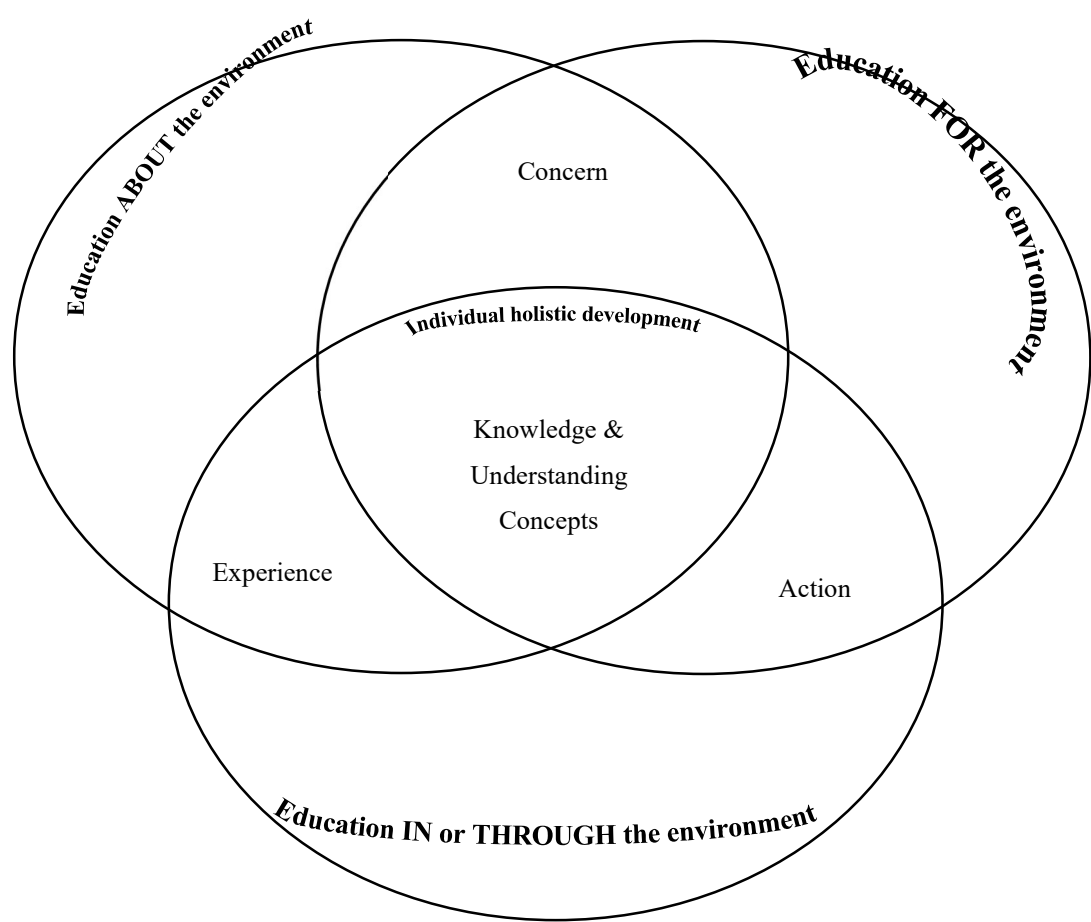 Education ABOUT the environment
Education FOR the environment
Concern
Individual holistic development
Knowledge &
Understanding
Concepts
Experience
Action
Education IN or THROUGH the environment